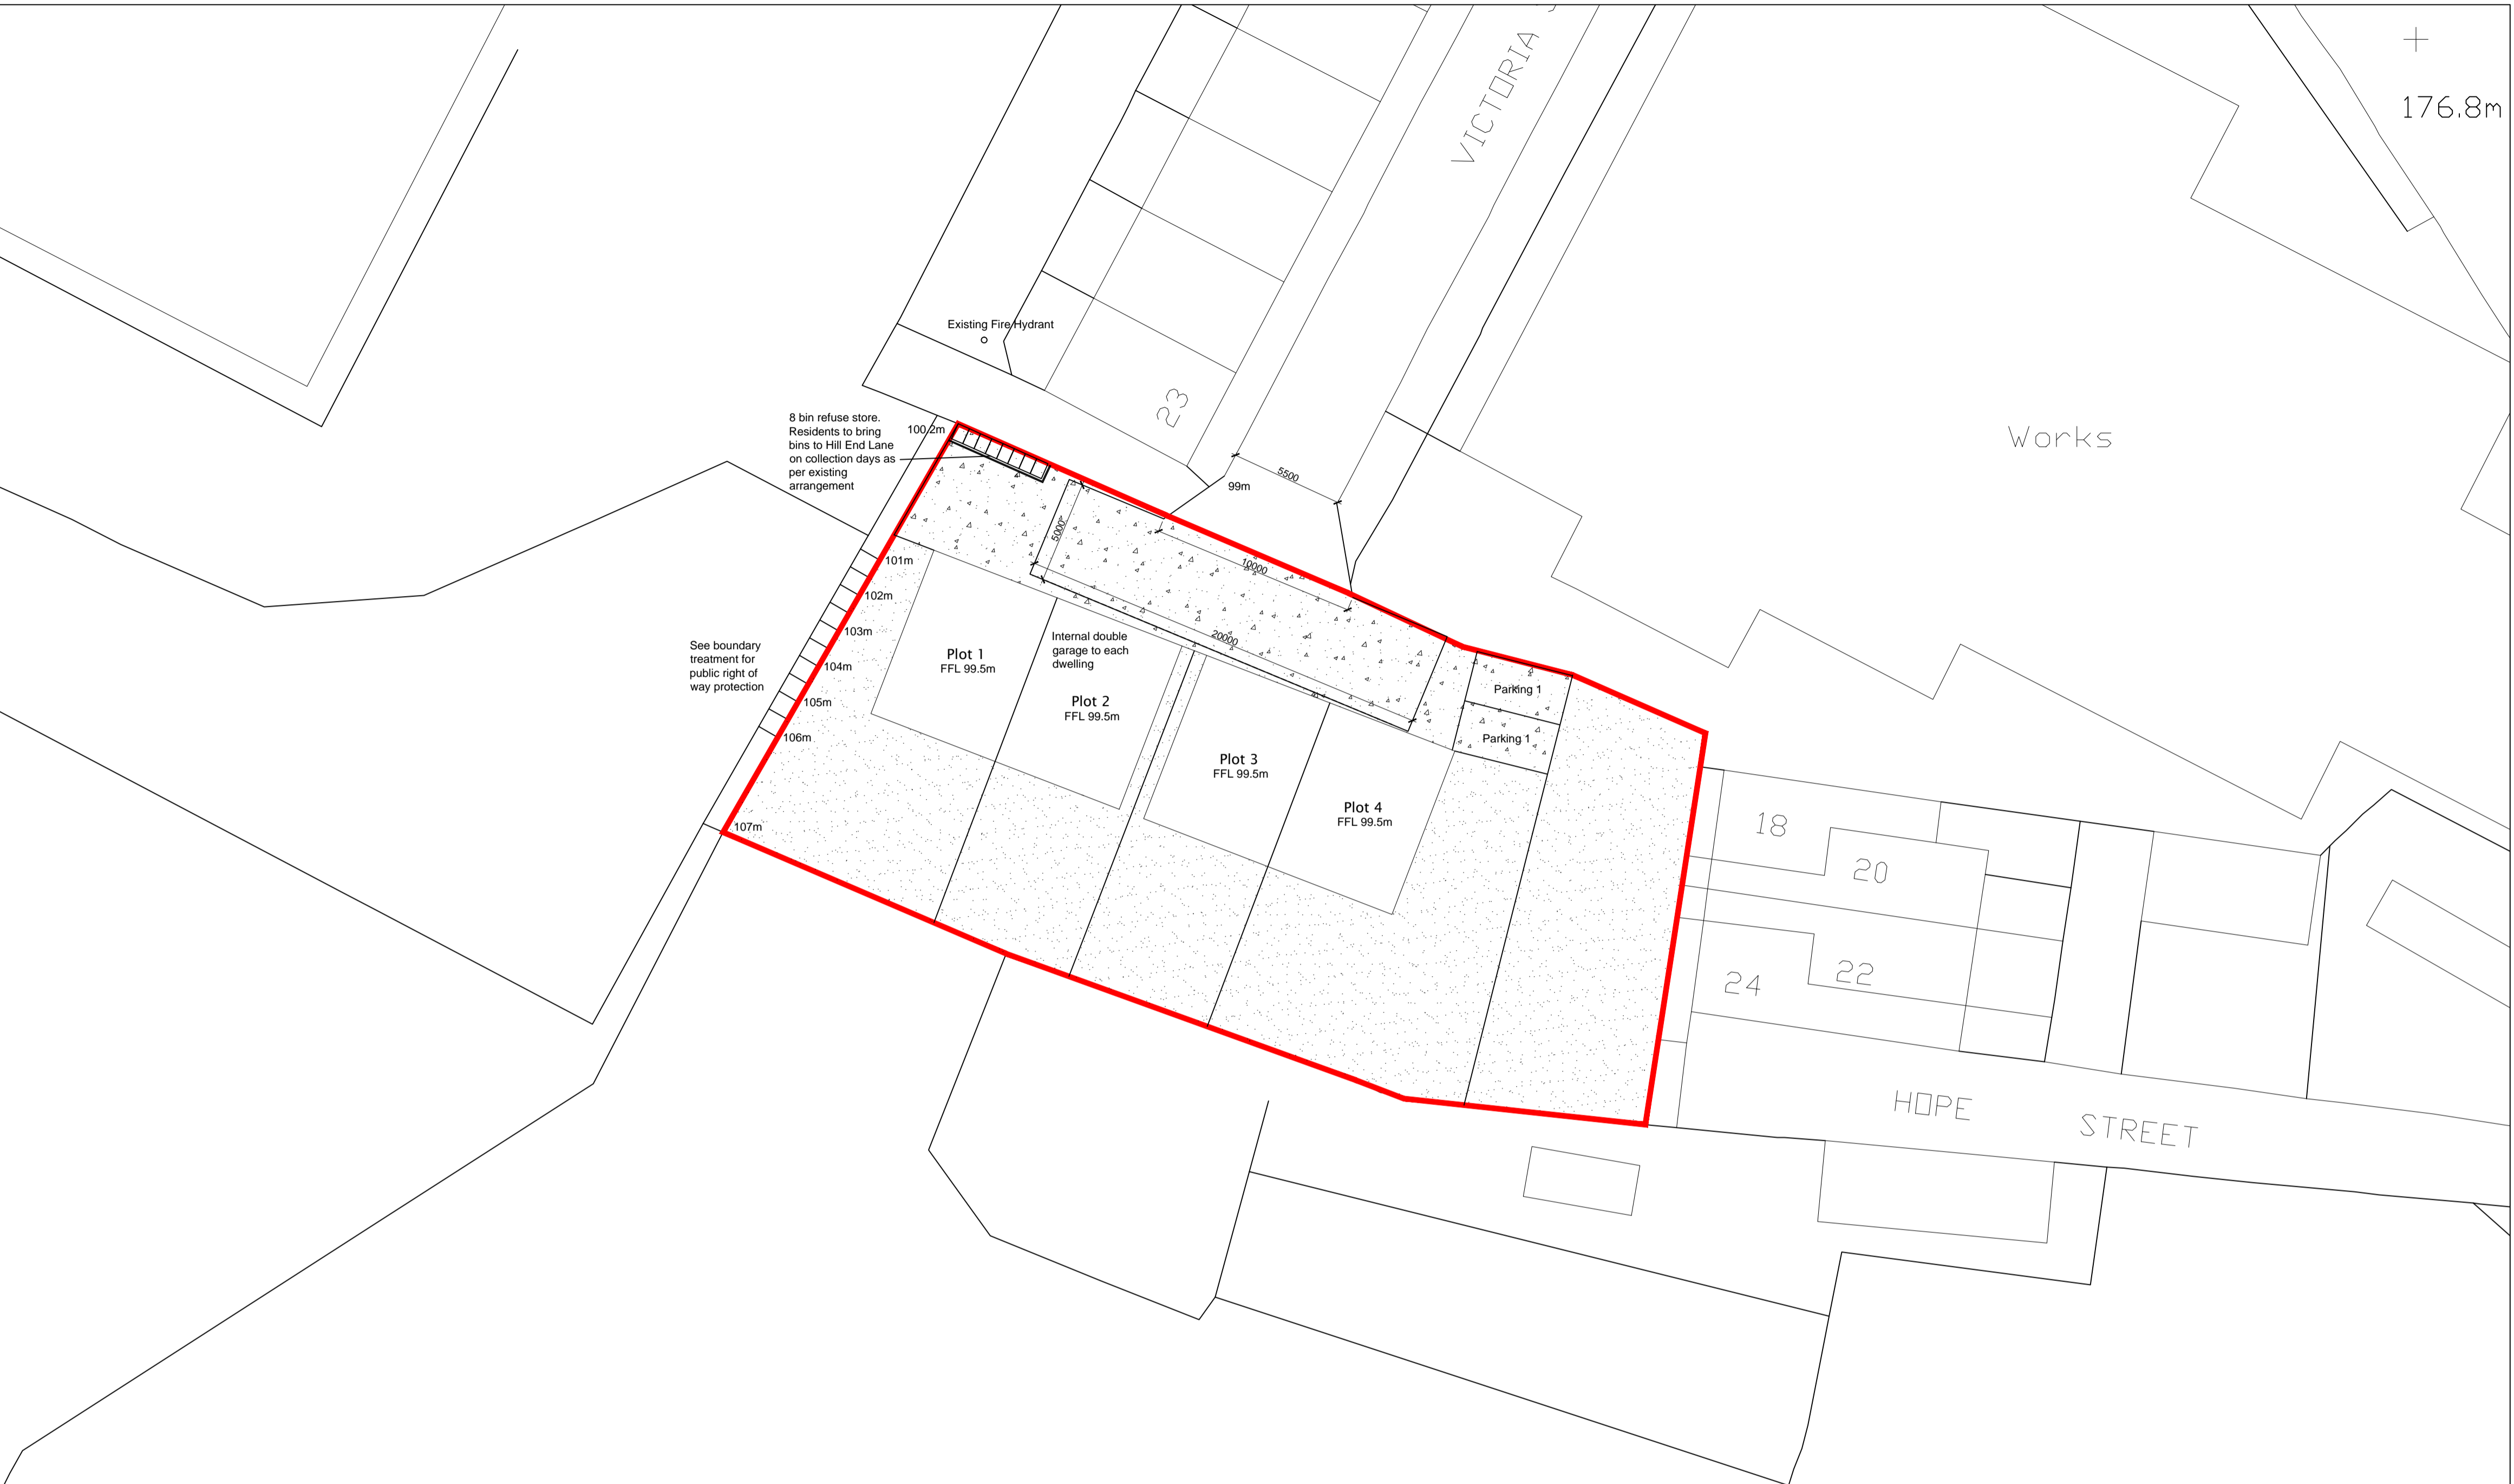 VICTORIA
176.8m
Existing Fire Hydrant
23
8 bin refuse store.
Residents to bring
bins to Hill End Lane
on collection days as
per existing
arrangement
100.2m
Works
5500
99m
5000
10000
101m
102m
103m
104m
105m
106m
107m
See boundary
treatment for
public right of
way protection
20000
Internal double
garage to each
dwelling
Plot 1
FFL 99.5m
Plot 2
FFL 99.5m
Plot 3
FFL 99.5m
Plot 4
FFL 99.5m
Parking 1
Parking 1
18
20
22
24
HOPE STREET